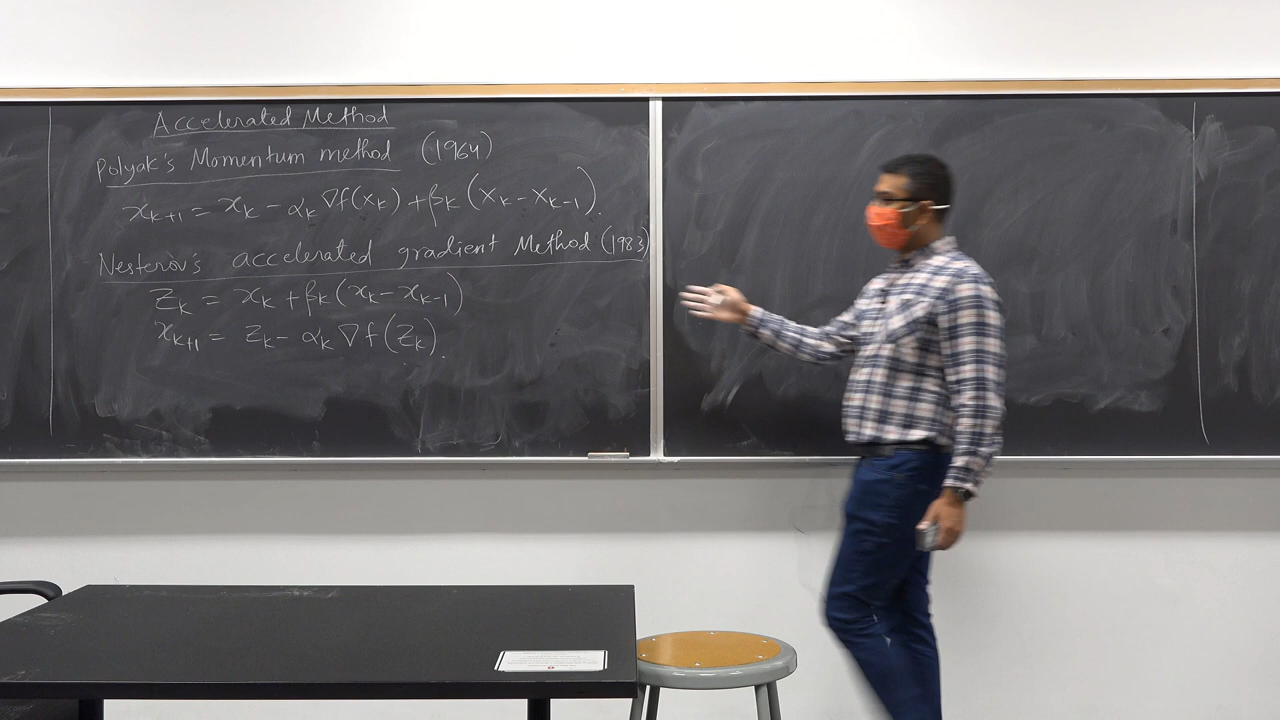 Accelerated Method
Polyak's Momentum method (1964)
x_{k+1} = x_k - α_k ∇f(x_k) + β_k (x_k - x_{k-1}).
Nesterov's accelerated gradient Method (1983)
z_k = x_k + β_k (x_k - x_{k-1})
x_{k+1} = z_k - α_k ∇f(z_k).